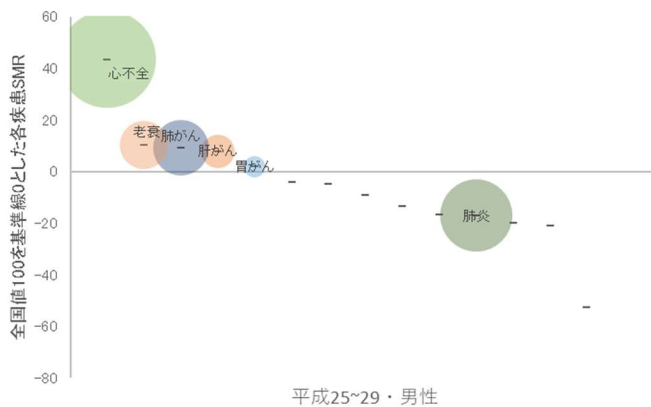 全国値100を基準線0とした各疾患SMR
60
40
20
0
-20
-40
-60
-80
心不全
老衰
肺がん
肝がん
胃がん
肺炎
平成25~29・男性